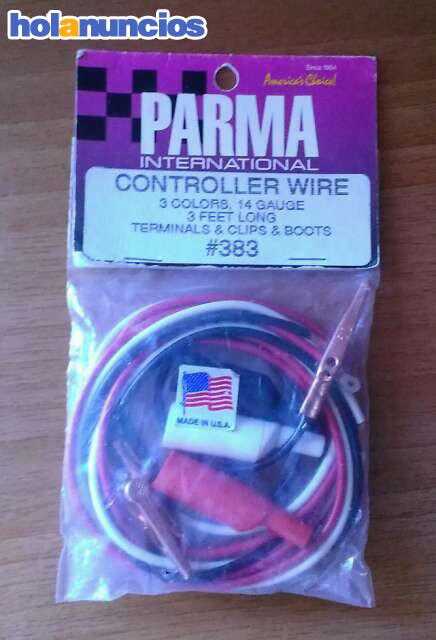 holanuncios
Since 1964
America's Choice!
PARMA
INTERNATIONAL
CONTROLLER WIRE
3 COLORS, 14 GAUGE
3 FEET LONG
TERMINALS & CLIPS & BOOTS
#383
MADE IN U.S.A.